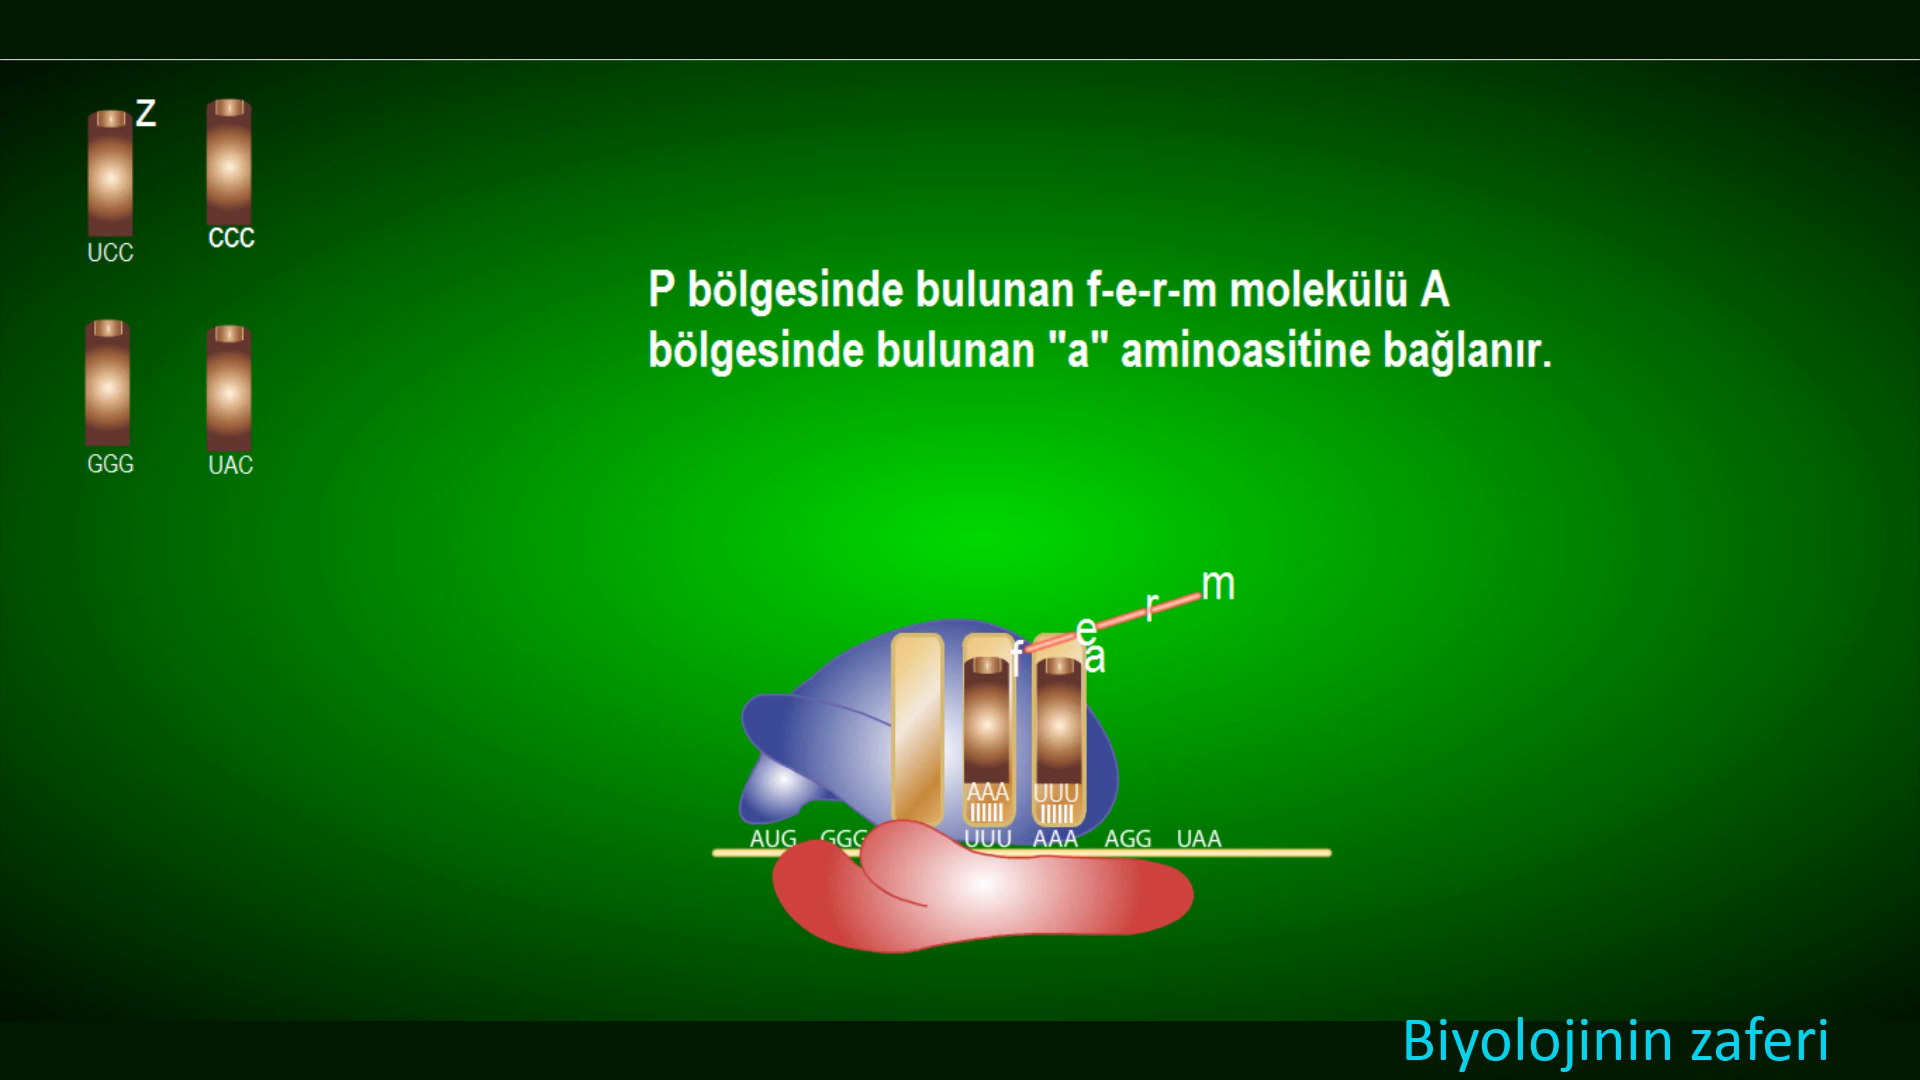 z
UCC
CCC
GGG
UAC
P bölgesinde bulunan f-e-r-m molekülü A
bölgesinde bulunan "a" aminoasitine bağlanır.
m
r
e
f
a
AAA UUU
AUG GGG UUU AAA AGG UAA
Biyolojinin zaferi